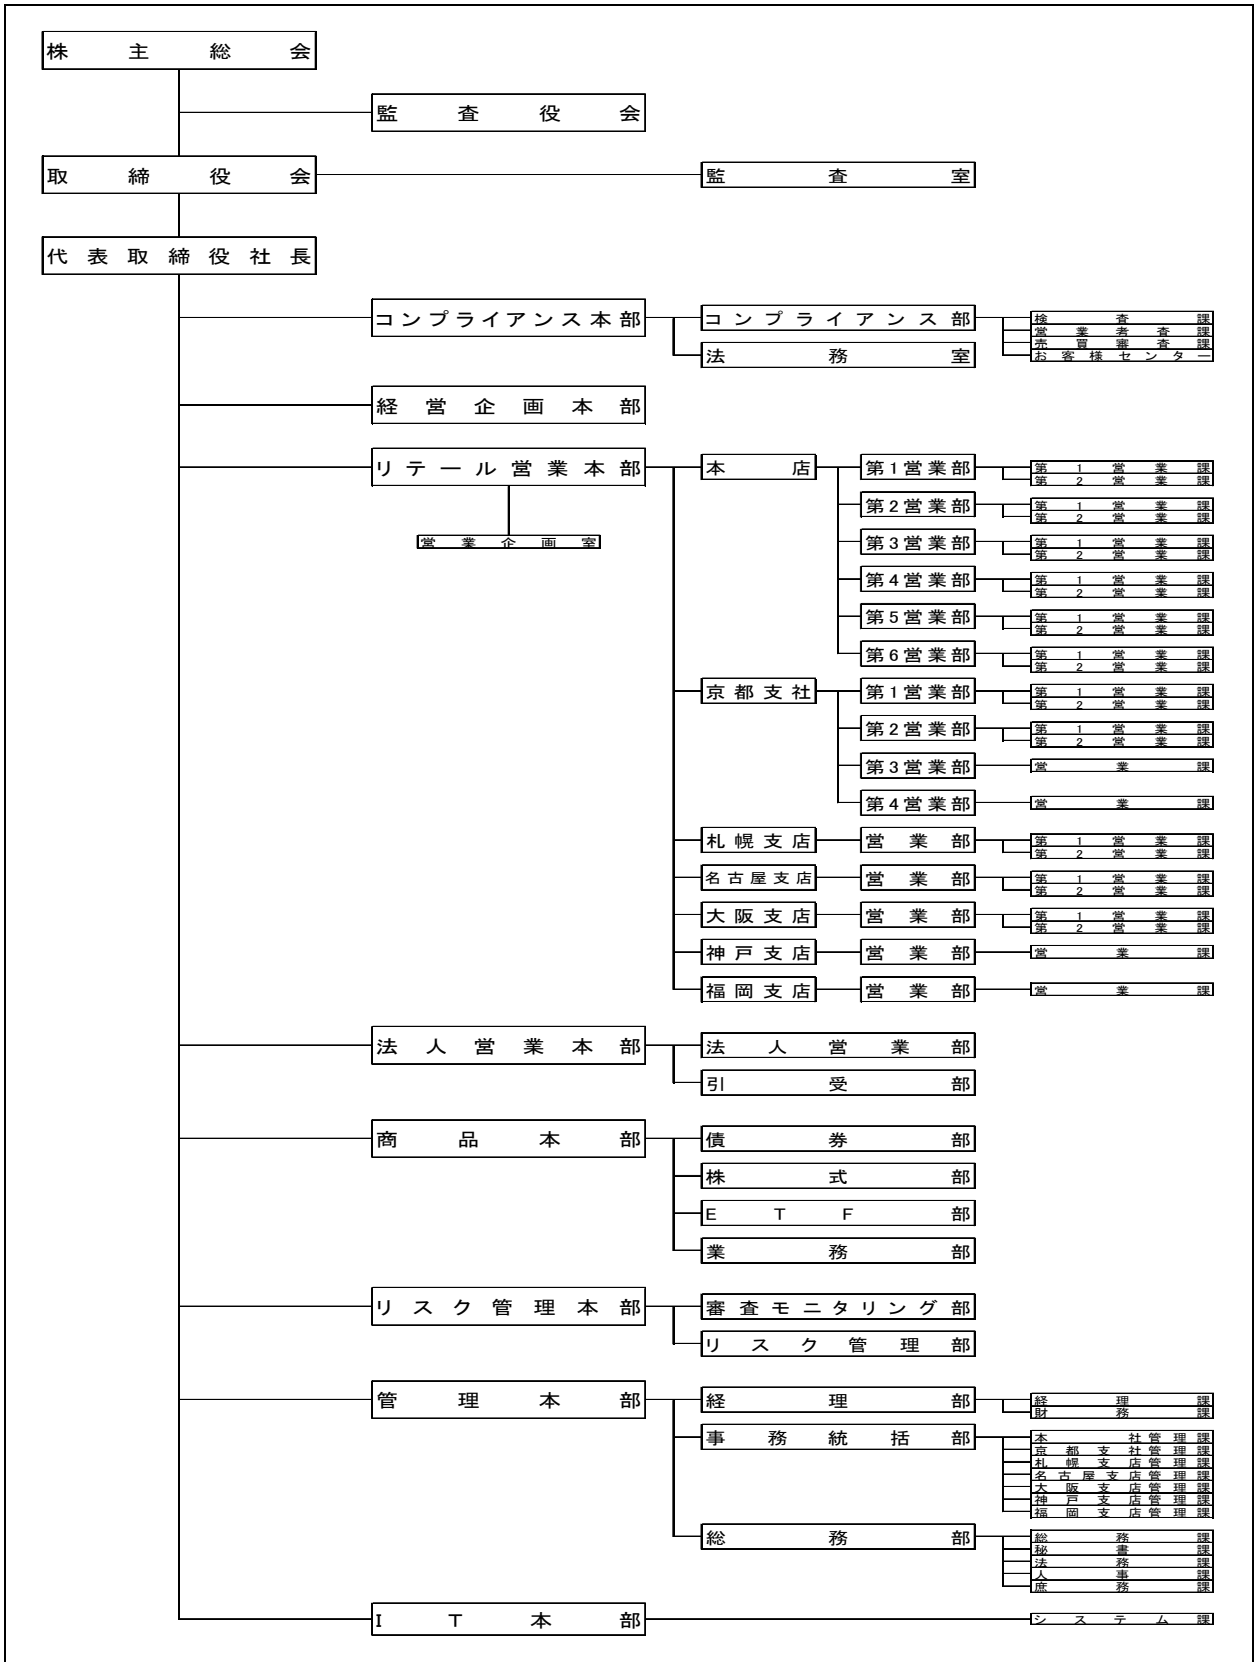 株主総会
監査役会
取締役会 監査室
代表取締役社長
コンプライアンス本部 コンプライアンス部 検査課
営業考査課
売買審査課
法務室 お客様センター
経営企画本部
リテール営業本部 本店 第1営業部 第1営業課
第2営業課
第2営業部 第1営業課
第2営業課
営業企画室 第3営業部 第1営業課
第2営業課
第4営業部 第1営業課
第2営業課
第5営業部 第1営業課
第2営業課
第6営業部 第1営業課
第2営業課
京都支社 第1営業部 第1営業課
第2営業課
第2営業部 第1営業課
第2営業課
第3営業部 営業課
第4営業部 営業課
札幌支店 営業部 第1営業課
第2営業課
名古屋支店 営業部 第1営業課
第2営業課
大阪支店 営業部 第1営業課
第2営業課
神戸支店 営業部 営業課
福岡支店 営業部 営業課
法人営業本部 法人営業部
引受部
商品本部 債券部
株式部
ETF部
業務部
リスク管理本部 審査モニタリング部
リスク管理部
管理本部 経理部 経理課
財務課
事務統括部 本社管理課
京都支社管理課
札幌支店管理課
名古屋支店管理課
大阪支店管理課
神戸支店管理課
福岡支店管理課
総務部 総務課
秘書課
法務課
人事課
庶務課
IT本部 システム課